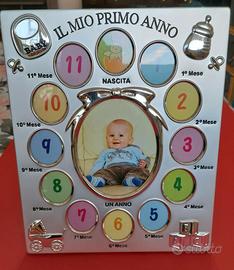 IL MIO PRIMO ANNO
BABY
NASCITA
11
11° Mese
1° Mese
10
10° Mese
2
2° Mese
9
9° Mese
3
3° Mese
8
8° Mese
4
4° Mese
UN ANNO
7
7° Mese
6
6° Mese
5
5° Mese
subito